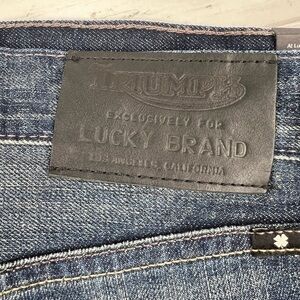 TRIUMPH
EXCLUSIVELY FOR
LUCKY BRAND
LOS ANGELES, CALIFORNIA